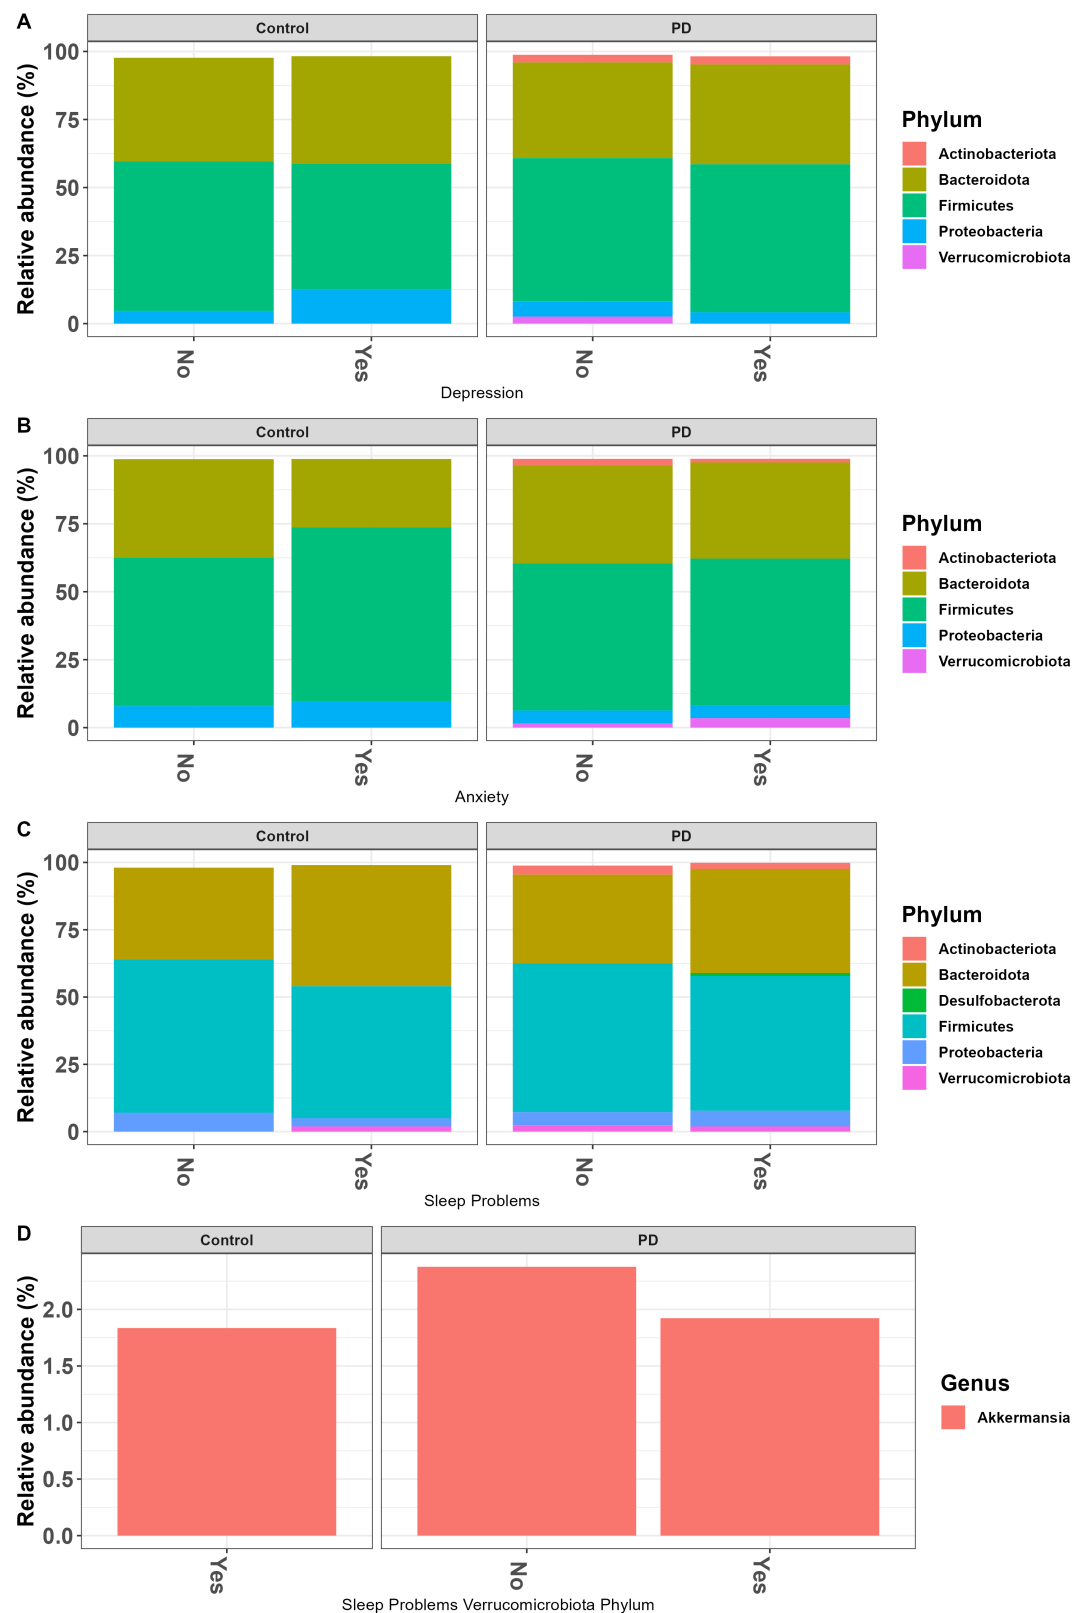 A
Control
PD
Relative abundance (%)
100
75
50
25
0
No
Yes
No
Yes
Depression
Phylum
Actinobacteriota
Bacteroidota
Firmicutes
Proteobacteria
Verrucomicrobiota
B
Control
PD
Relative abundance (%)
100
75
50
25
0
No
Yes
No
Yes
Anxiety
Phylum
Actinobacteriota
Bacteroidota
Firmicutes
Proteobacteria
Verrucomicrobiota
C
Control
PD
Relative abundance (%)
100
75
50
25
0
No
Yes
No
Yes
Sleep Problems
Phylum
Actinobacteriota
Bacteroidota
Desulfobacterota
Firmicutes
Proteobacteria
Verrucomicrobiota
D
Control
PD
Relative abundance (%)
2.0
1.5
1.0
0.5
0.0
Yes
No
Yes
Sleep Problems Verrucomicrobiota Phylum
Genus
Akkermansia